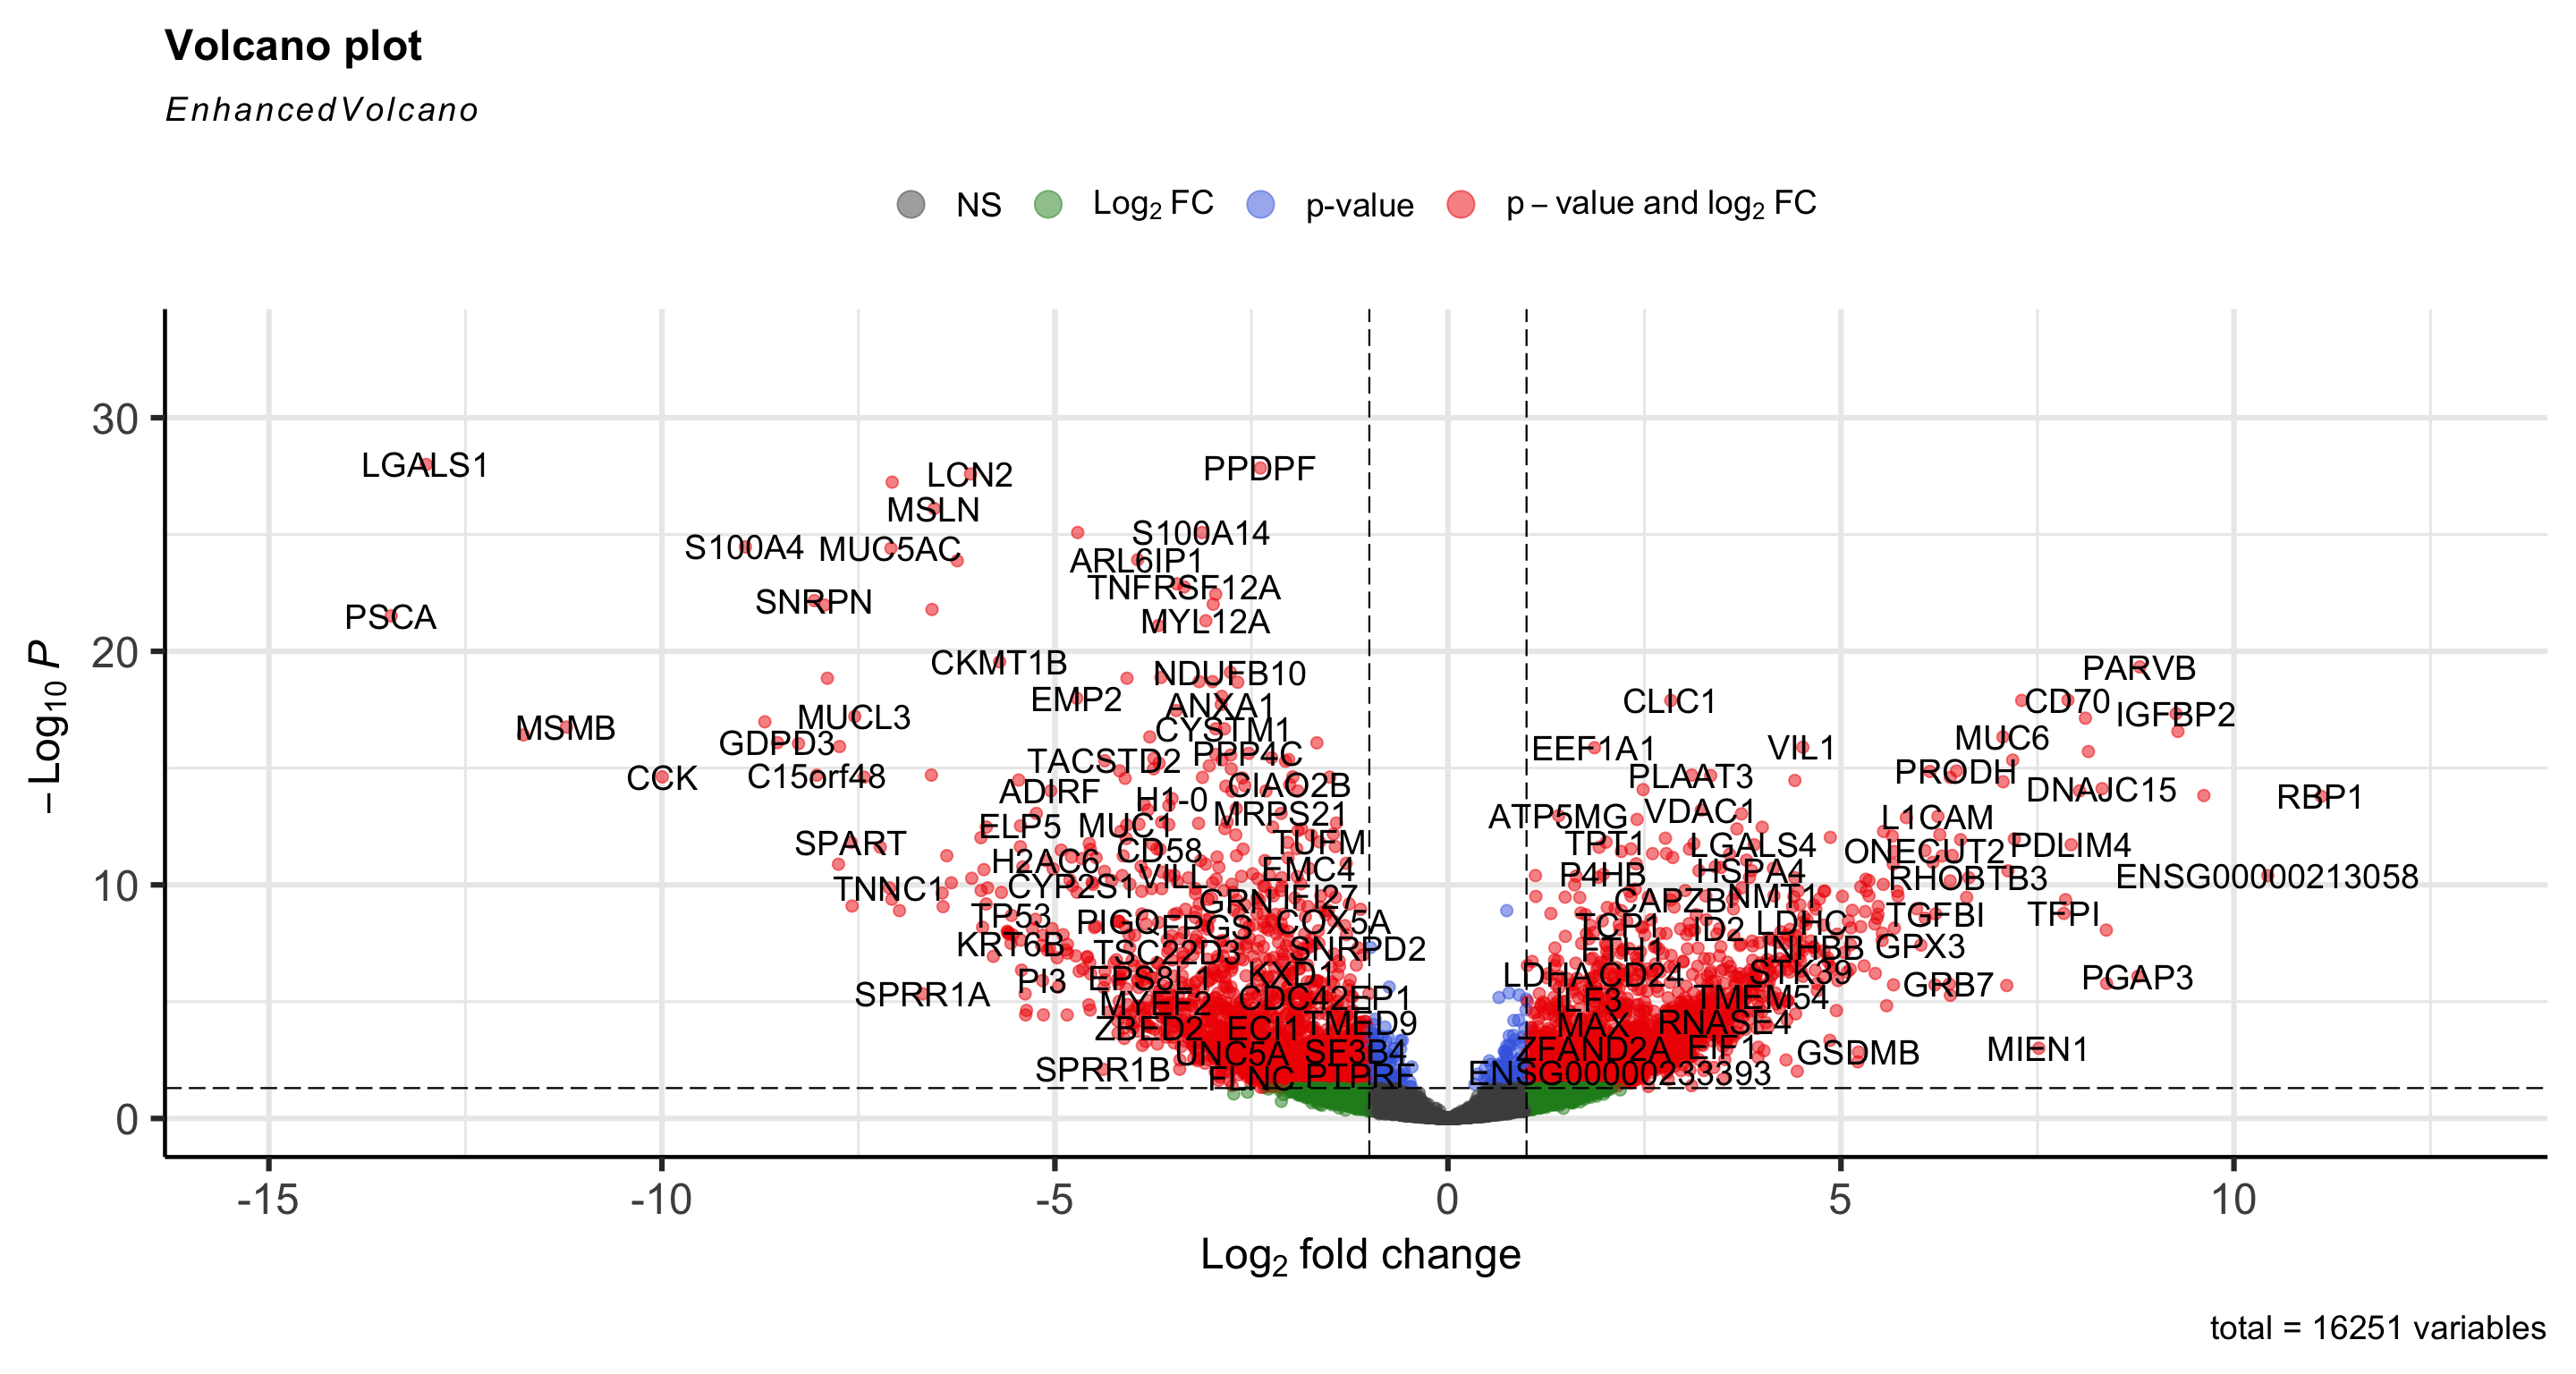 Volcano plot
EnhancedVolcano
NS Log2 FC p-value p – value and log2 FC
–Log10 P
30
20
10
0
LGALS1
LCN2
PPDPF
MSLN
S100A4
MUC5AC
S100A14
ARL6IP1
TNFRSF12A
SNRPN
PSCA
MYL12A
CKMT1B
NDUFB10
PARVB
EMP2
ANXA1
CLIC1
CD70
IGFBP2
MSMB
MUCL3
CYSTM1
GDPD3
EEF1A1
VIL1
MUC6
TACSTD2
PPP4C
CCK
C15orf48
CIAO2B
PLAAT3
PRODH
ADIRF
H1-0
DNAJC15
RBP1
MRPS21
ATP5MG
VDAC1
L1CAM
ELP5
MUC1
SPART
TUFM
TPT1
LGALS4
ONECUT2
PDLIM4
H2AC6
CD58
EMC4
P4HB
HSPA4
RHOBTB3
ENSG00000213058
TNNC1
CYP2S1
VILL
GRN
IFI27
CAPZB
NMT1
TP53
PIGQ
FPGS
COX5A
TCP1
ID2
LDHC
TGFBI
TFPI
KRT6B
TSC22D3
SNRPD2
FTH1
INHBB
GPX3
PI3
EPS8L1
KXD1
LDHA
CD24
STK39
GRB7
PGAP3
SPRR1A
MYEF2
CDC42EP1
ILF3
TMEM54
ZBED2
ECI1
TMED9
MAX
RNASE4
UNC5A
SF3B4
ZFAND2A
EIF1
GSDMB
MIEN1
SPRR1B
FLNC
PTPRF
ENSG00000233393
-15 -10 -5 0 5 10
Log2 fold change
total = 16251 variables